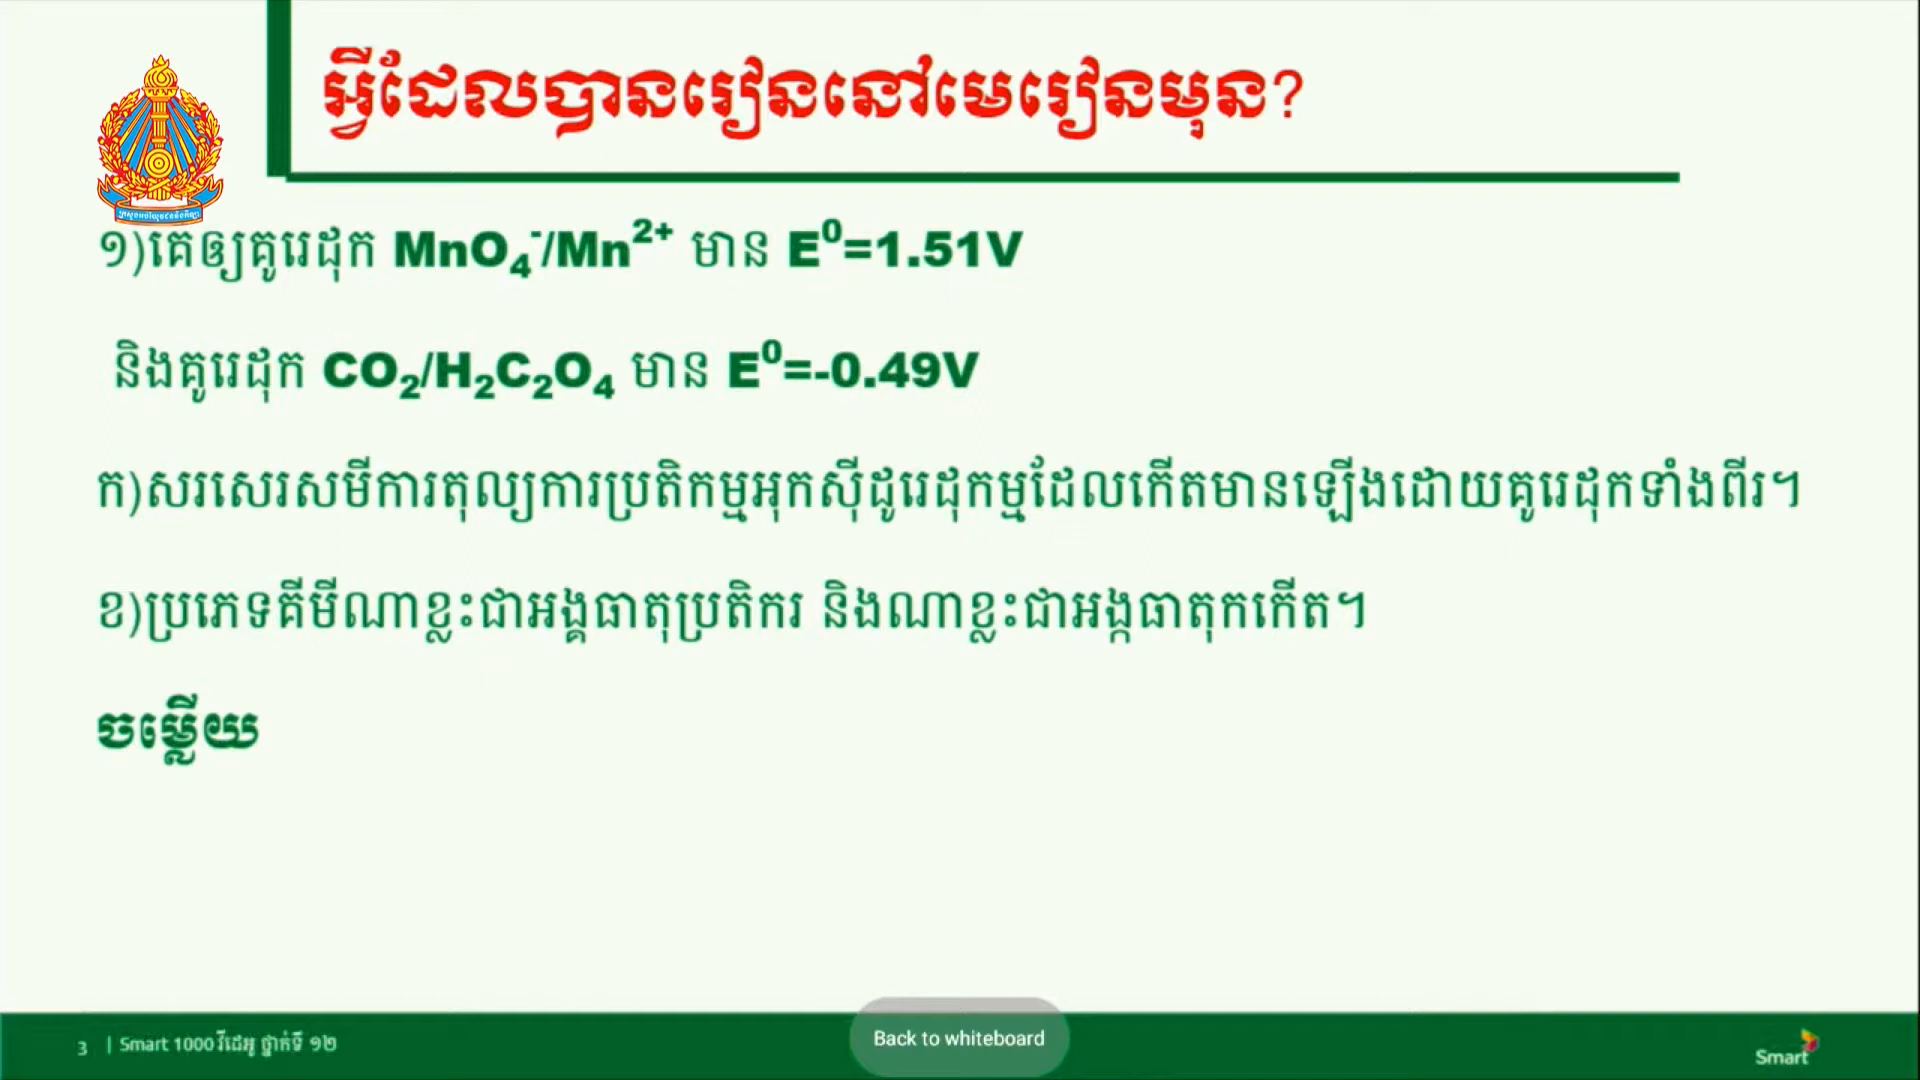 អ្វីដែលបានរៀននៅមេរៀនមុន?
១)គេឲ្យគូរេដុក MnO₄⁻/Mn²⁺ មាន E⁰=1.51V
និងគូរេដុក CO₂/H₂C₂O₄ មាន E⁰=-0.49V
ក)សរសេរសមីការតុល្យការប្រតិកម្មអុកស៊ីដូរេដុកម្មដែលកើតមានឡើងដោយគូរេដុកទាំងពីរ។
ខ)ប្រភេទគីមីណាខ្លះជាអង្គធាតុប្រតិករ និងណាខ្លះជាអង្គធាតុកកើត។
ចម្លើយ
3 | Smart 1000 វីដេអូ ថ្នាក់ទី ១២
Back to whiteboard
Smart